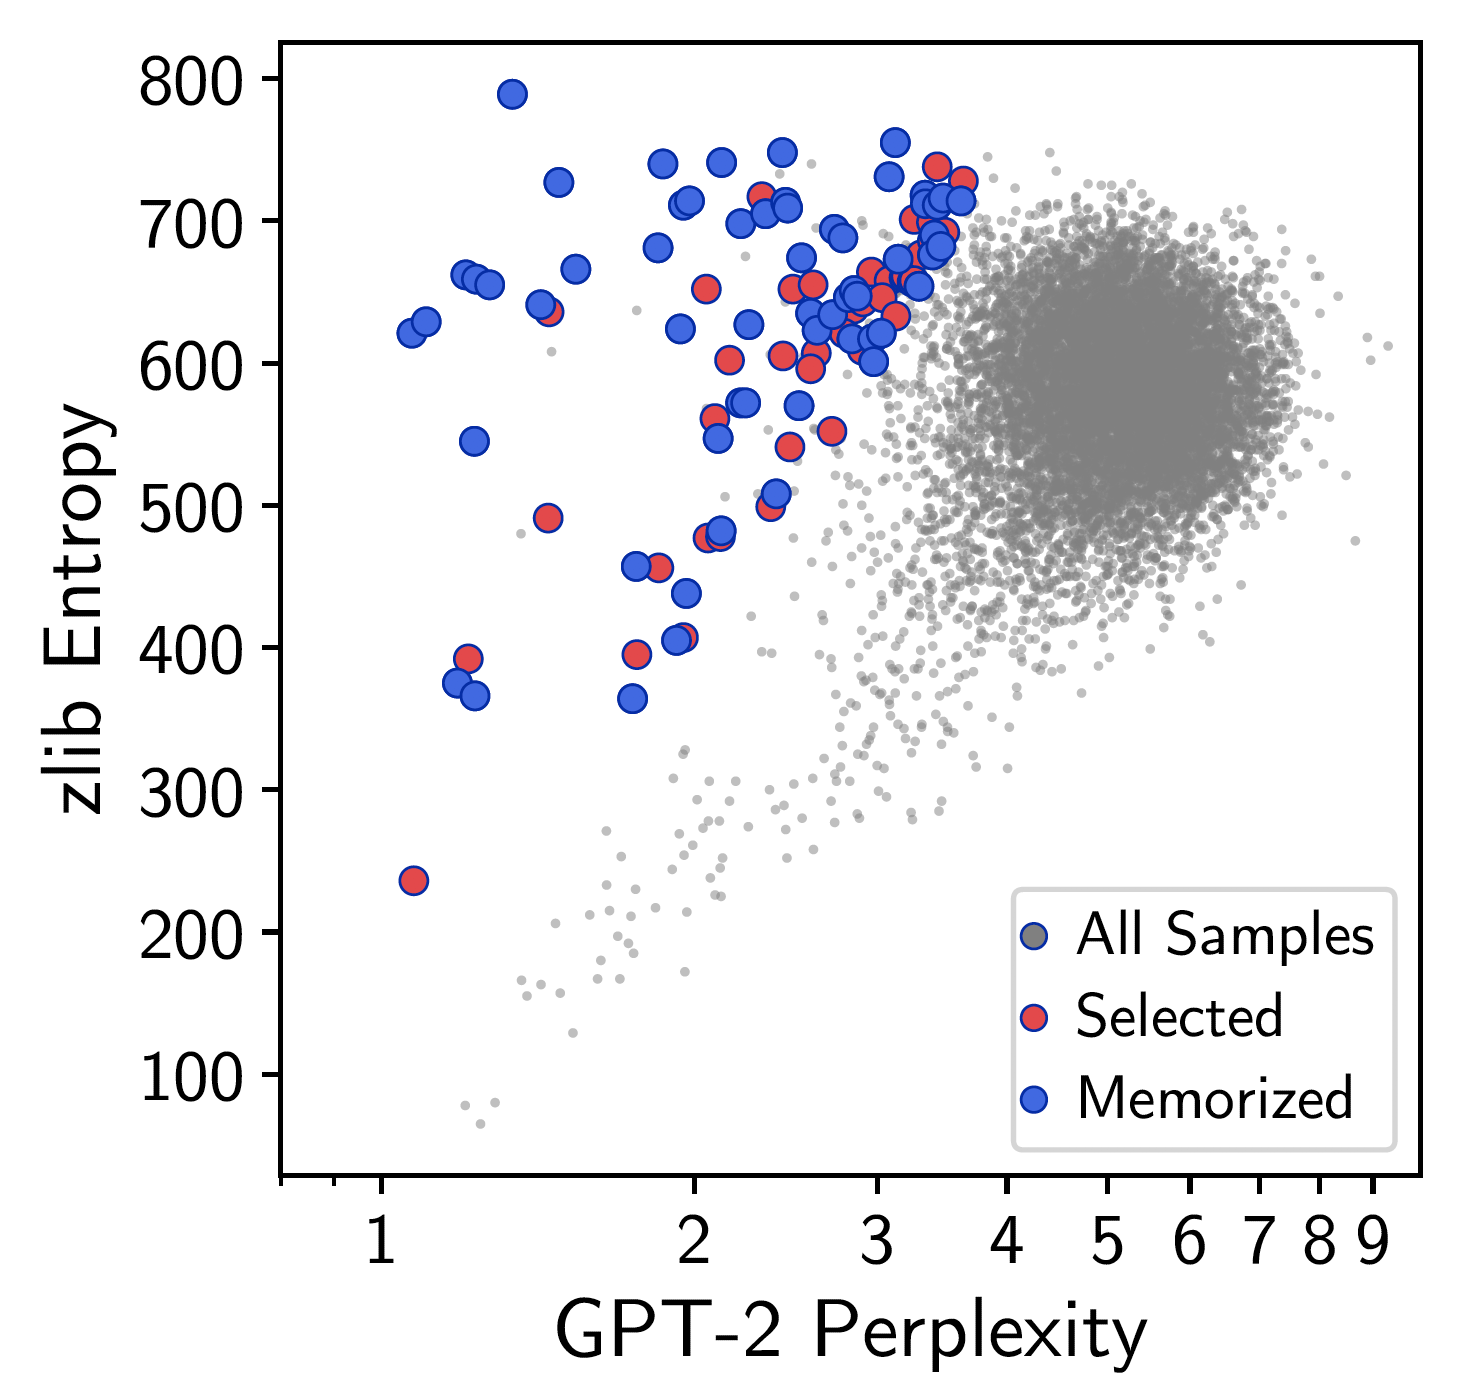 800
700
600
500
400
300
200
100
zlib Entropy
All Samples
Selected
Memorized
1 2 3 4 5 6 7 8 9
GPT-2 Perplexity